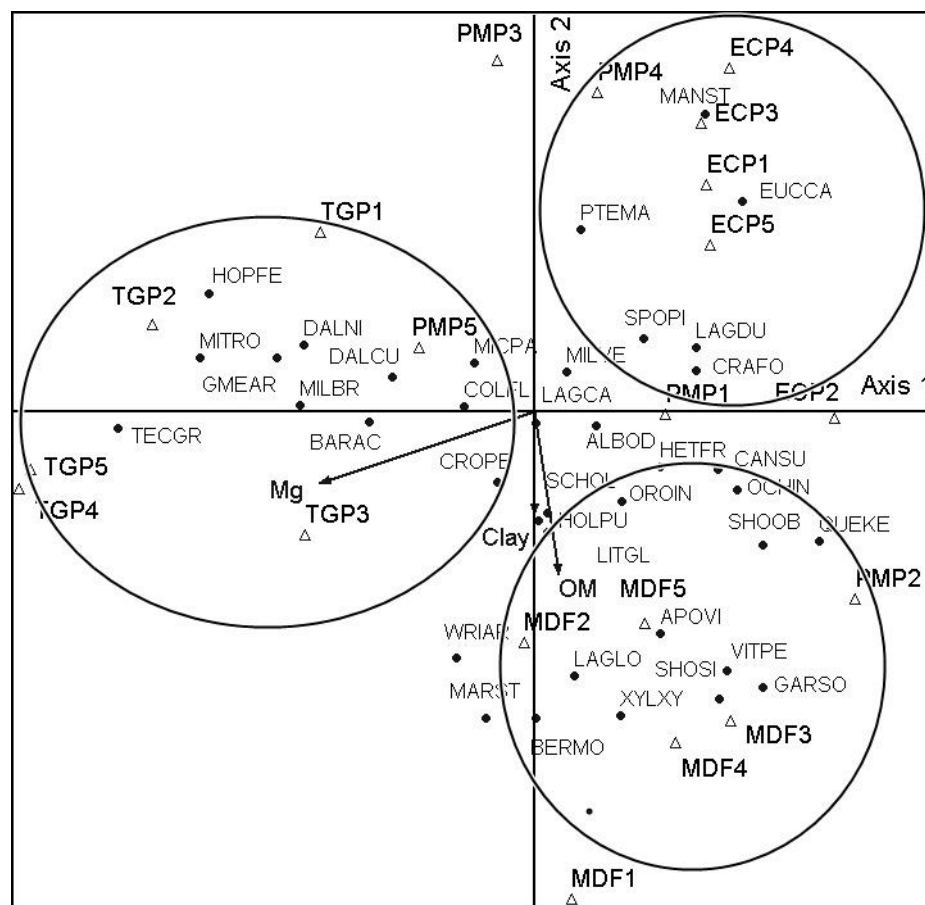 PMP3
Axis 2
ECP4
PMP4
MANST
ECP3
ECP1
EUCCA
PTEMA
ECP5
TGP1
HOPFE
TGP2
SPOPI
LAGDU
DALNI
PMP5
MITRO
DALCU
MICPA
MILVE
CRAFO
GMEAR
MILBR
COLFL
LAGCA
PMP1
ECP2
Axis 1
TECGR
BARAC
ALBOD
HETFR
CANSU
TGP5
CROPE
SCHOL
OROIN
OCHIN
Mg
TGP4
TGP3
Clay
HOLPU
SHOOB
QUEKE
LITGL
OM
MDF5
PMP2
MDF2
APOVI
WRIAR
LAGLO
SHOSI
VITPE
GARSO
MARST
XYLXY
BERMO
MDF3
MDF4
MDF1